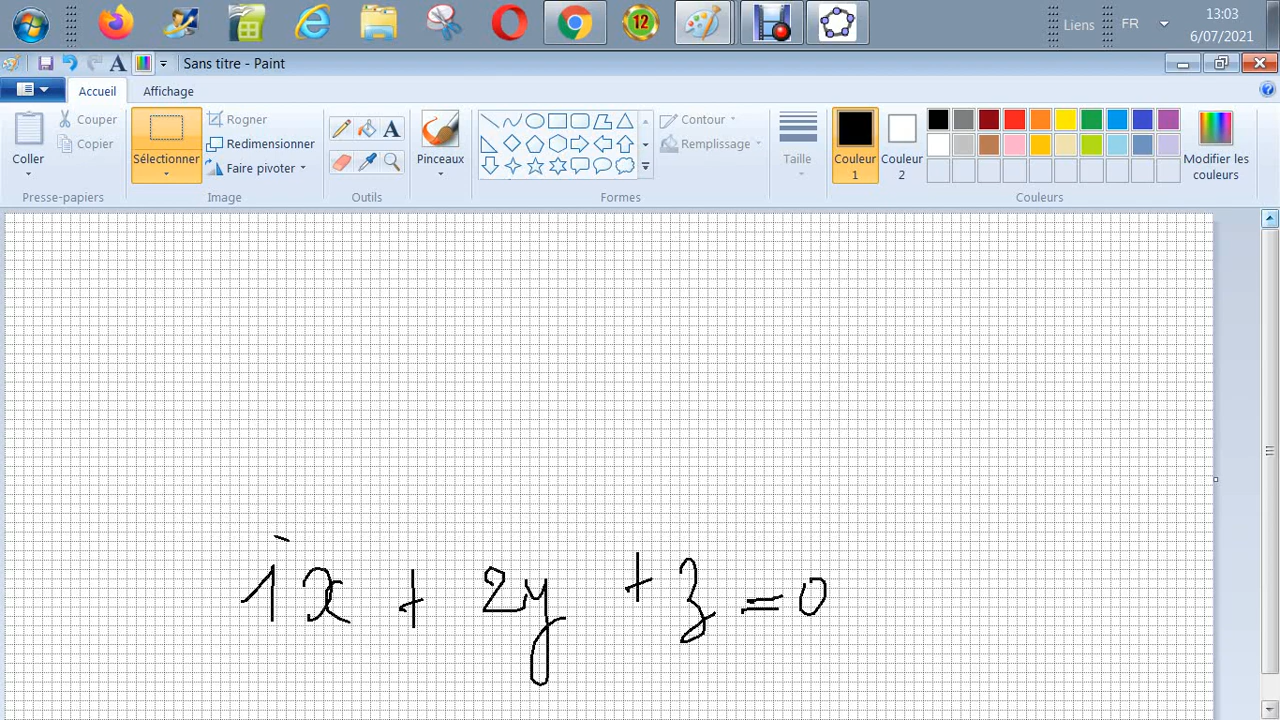 12
Liens
FR
13:03
6/07/2021
Sans titre - Paint
Accueil
Affichage
Coller
Couper
Copier
Presse-papiers
Sélectionner
Rogner
Redimensionner
Faire pivoter
Image
A
Outils
Pinceaux
Contour
Remplissage
Formes
Taille
Couleur 1
Couleur 2
Modifier les couleurs
Couleurs
1x + 2y + z = 0